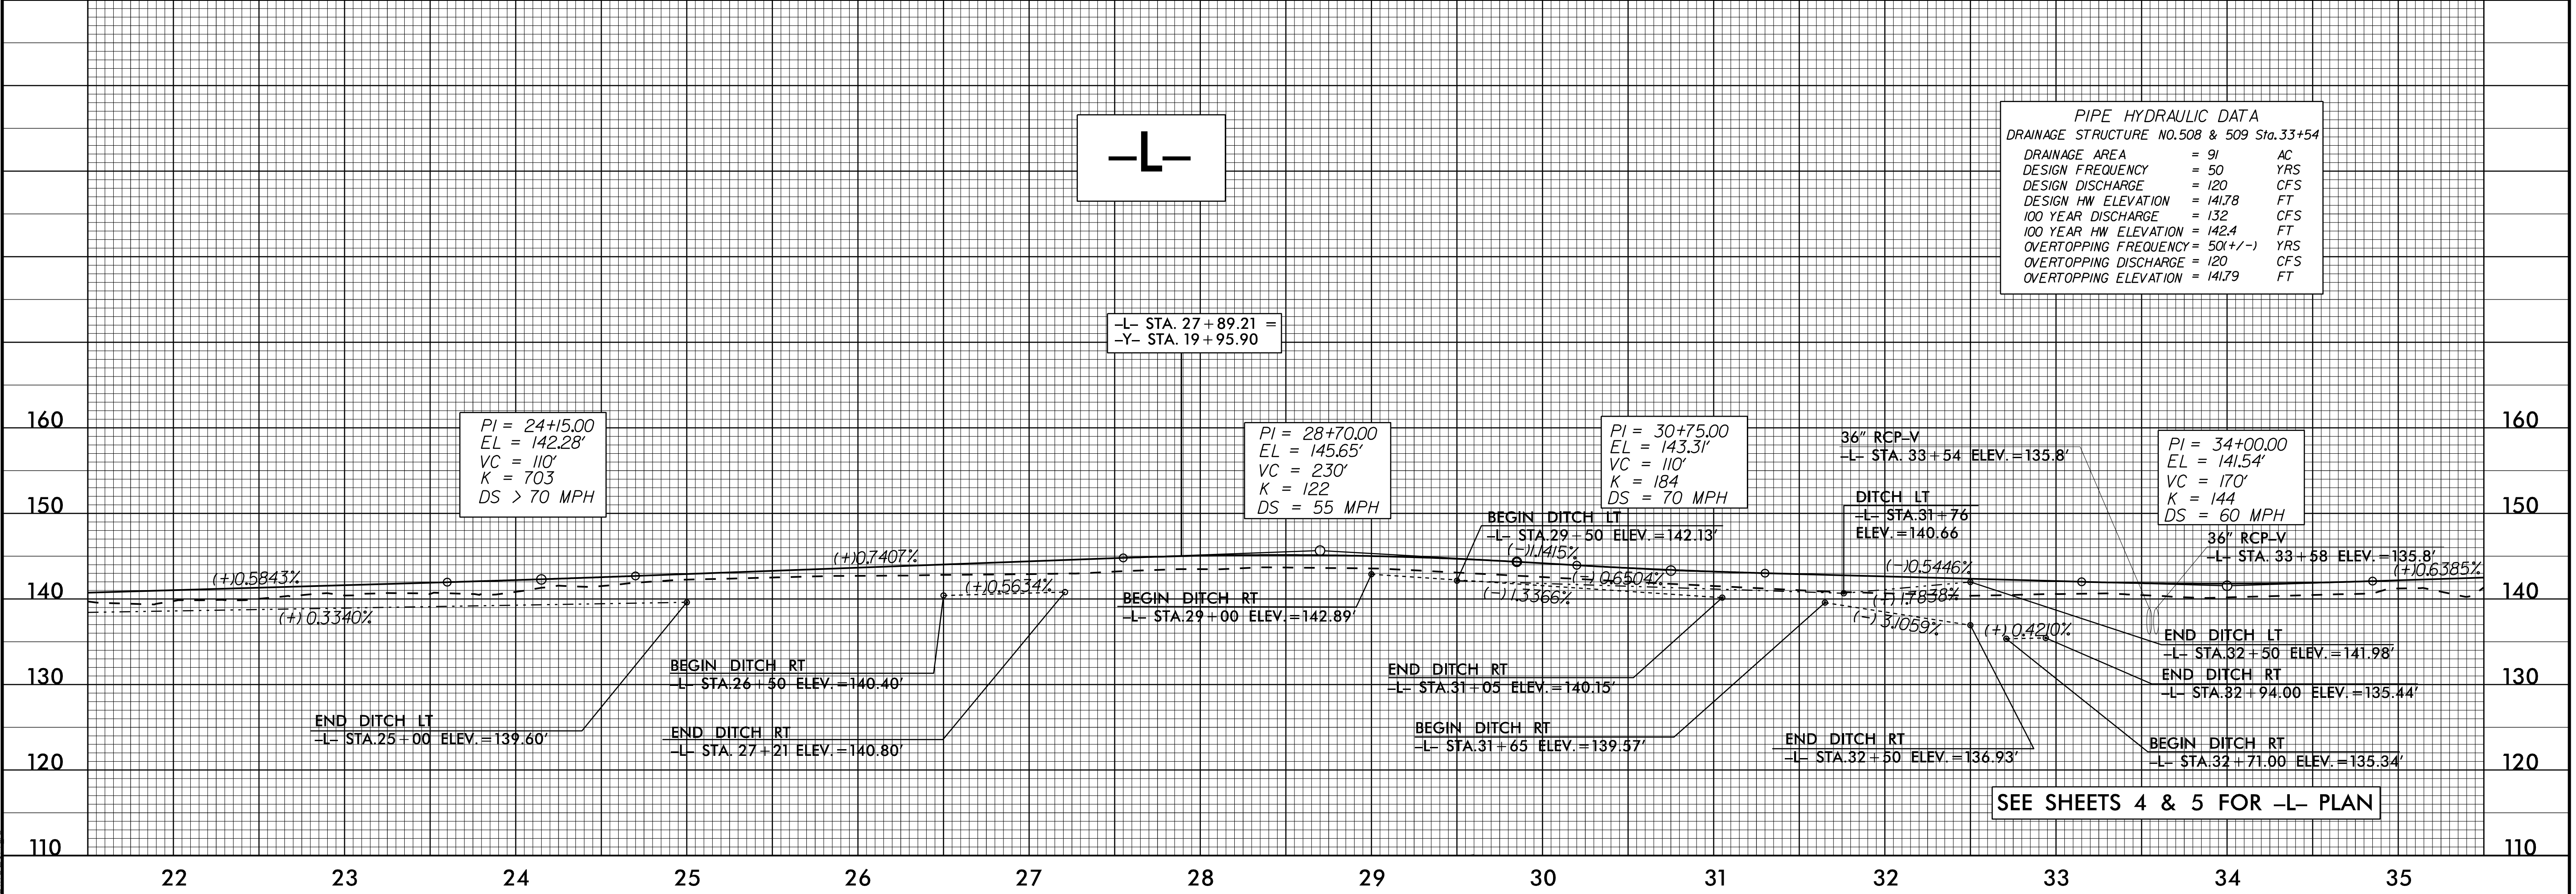 –L–
PIPE HYDRAULIC DATA
DRAINAGE STRUCTURE NO.508 & 509 Sta.33+54
DRAINAGE AREA = 91 AC
DESIGN FREQUENCY = 50 YRS
DESIGN DISCHARGE = 120 CFS
DESIGN HW ELEVATION = 141.78 FT
100 YEAR DISCHARGE = 132 CFS
100 YEAR HW ELEVATION = 142.4 FT
OVERTOPPING FREQUENCY = 50(+/-) YRS
OVERTOPPING DISCHARGE = 120 CFS
OVERTOPPING ELEVATION = 141.79 FT
–L– STA. 27+89.21 =
–Y– STA. 19+95.90
160
160
PI = 24+15.00
EL = 142.28'
VC = 110'
K = 703
DS > 70 MPH
PI = 28+70.00
EL = 145.65'
VC = 230'
K = 122
DS = 55 MPH
PI = 30+75.00
EL = 143.31'
VC = 110'
K = 184
DS = 70 MPH
36" RCP–V
–L– STA. 33+54 ELEV.=135.8'
PI = 34+00.00
EL = 141.54'
VC = 170'
K = 144
DS = 60 MPH
150
150
BEGIN DITCH LT
–L– STA.29+50 ELEV.=142.13'
DITCH LT
–L– STA.31+76
ELEV.=140.66
36" RCP–V
–L– STA. 33+58 ELEV.=135.8'
(+)0.5843%
(+)0.7407%
(–)1.1415%
(–)0.6504%
(–)0.5446%
(+)0.6385%
140
140
(+)0.3340%
(+)0.5634%
(–)1.3366%
(+)1.7838%
(–)3.1059%
(+)0.4210%
BEGIN DITCH RT
–L– STA.29+00 ELEV.=142.89'
END DITCH LT
–L– STA.32+50 ELEV.=141.98'
BEGIN DITCH RT
–L– STA.26+50 ELEV.=140.40'
END DITCH RT
–L– STA.31+05 ELEV.=140.15'
END DITCH RT
–L– STA.32+94.00 ELEV.=135.44'
130
130
END DITCH LT
–L– STA.25+00 ELEV.=139.60'
END DITCH RT
–L– STA. 27+21 ELEV.=140.80'
BEGIN DITCH RT
–L– STA.31+65 ELEV.=139.57'
END DITCH RT
–L– STA.32+50 ELEV.=136.93'
BEGIN DITCH RT
–L– STA.32+71.00 ELEV.=135.34'
120
120
SEE SHEETS 4 & 5 FOR –L– PLAN
110
110
22 23 24 25 26 27 28 29 30 31 32 33 34 35